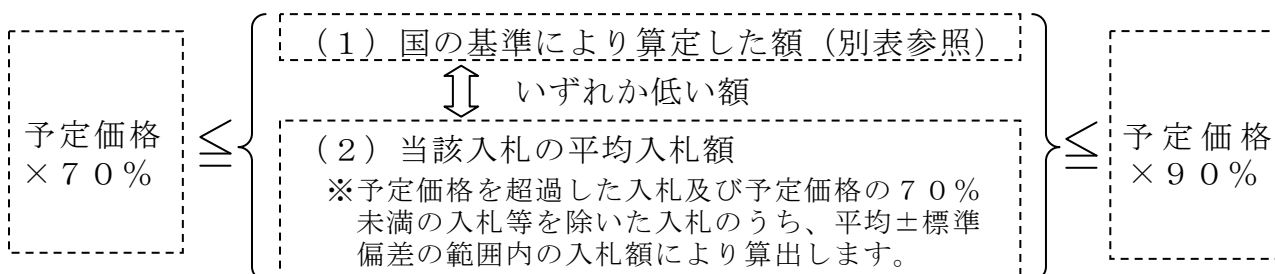 （１）国の基準により算定した額（別表参照）
いずれか低い額
予定価格
×７０％
≦
（２）当該入札の平均入札額
※予定価格を超過した入札及び予定価格の７０％
未満の入札等を除いた入札のうち、平均±標準
偏差の範囲内の入札額により算出します。
≦
予定価格
×９０％